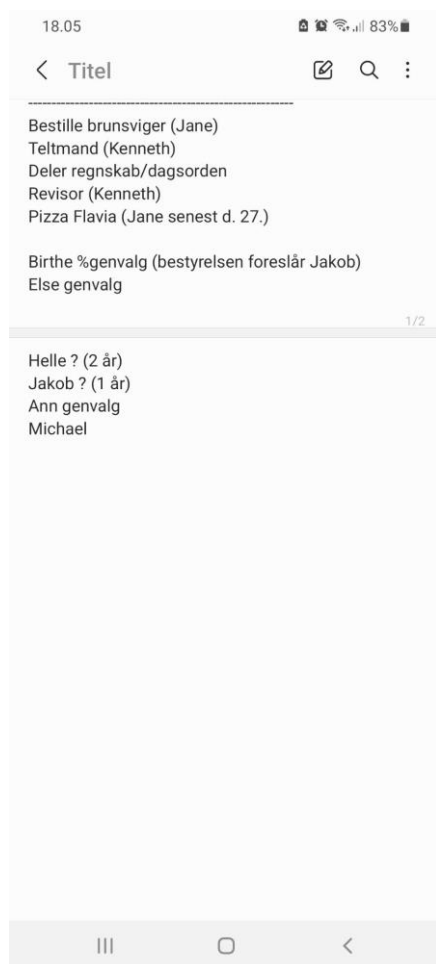 18.05
83%
Titel
Bestille brunsviger (Jane)
Teltmand (Kenneth)
Deler regnskab/dagsorden
Revisor (Kenneth)
Pizza Flavia (Jane senest d. 27.)
Birthe %genvalg (bestyrelsen foreslår Jakob)
Else genvalg
1/2
Helle ? (2 år)
Jakob ? (1 år)
Ann genvalg
Michael